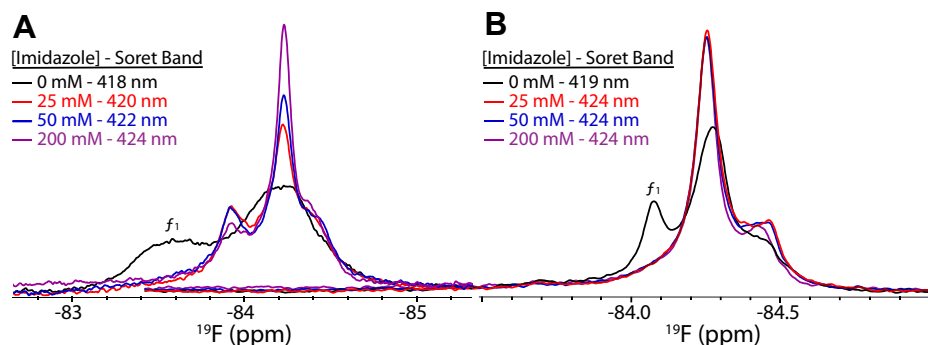 A
[Imidazole] - Soret Band
0 mM - 418 nm
25 mM - 420 nm
50 mM - 422 nm
200 mM - 424 nm
f1
-83 -84 -85
19F (ppm)
B
[Imidazole] - Soret Band
0 mM - 419 nm
25 mM - 424 nm
50 mM - 424 nm
200 mM - 424 nm
f1
-84.0 -84.5
19F (ppm)